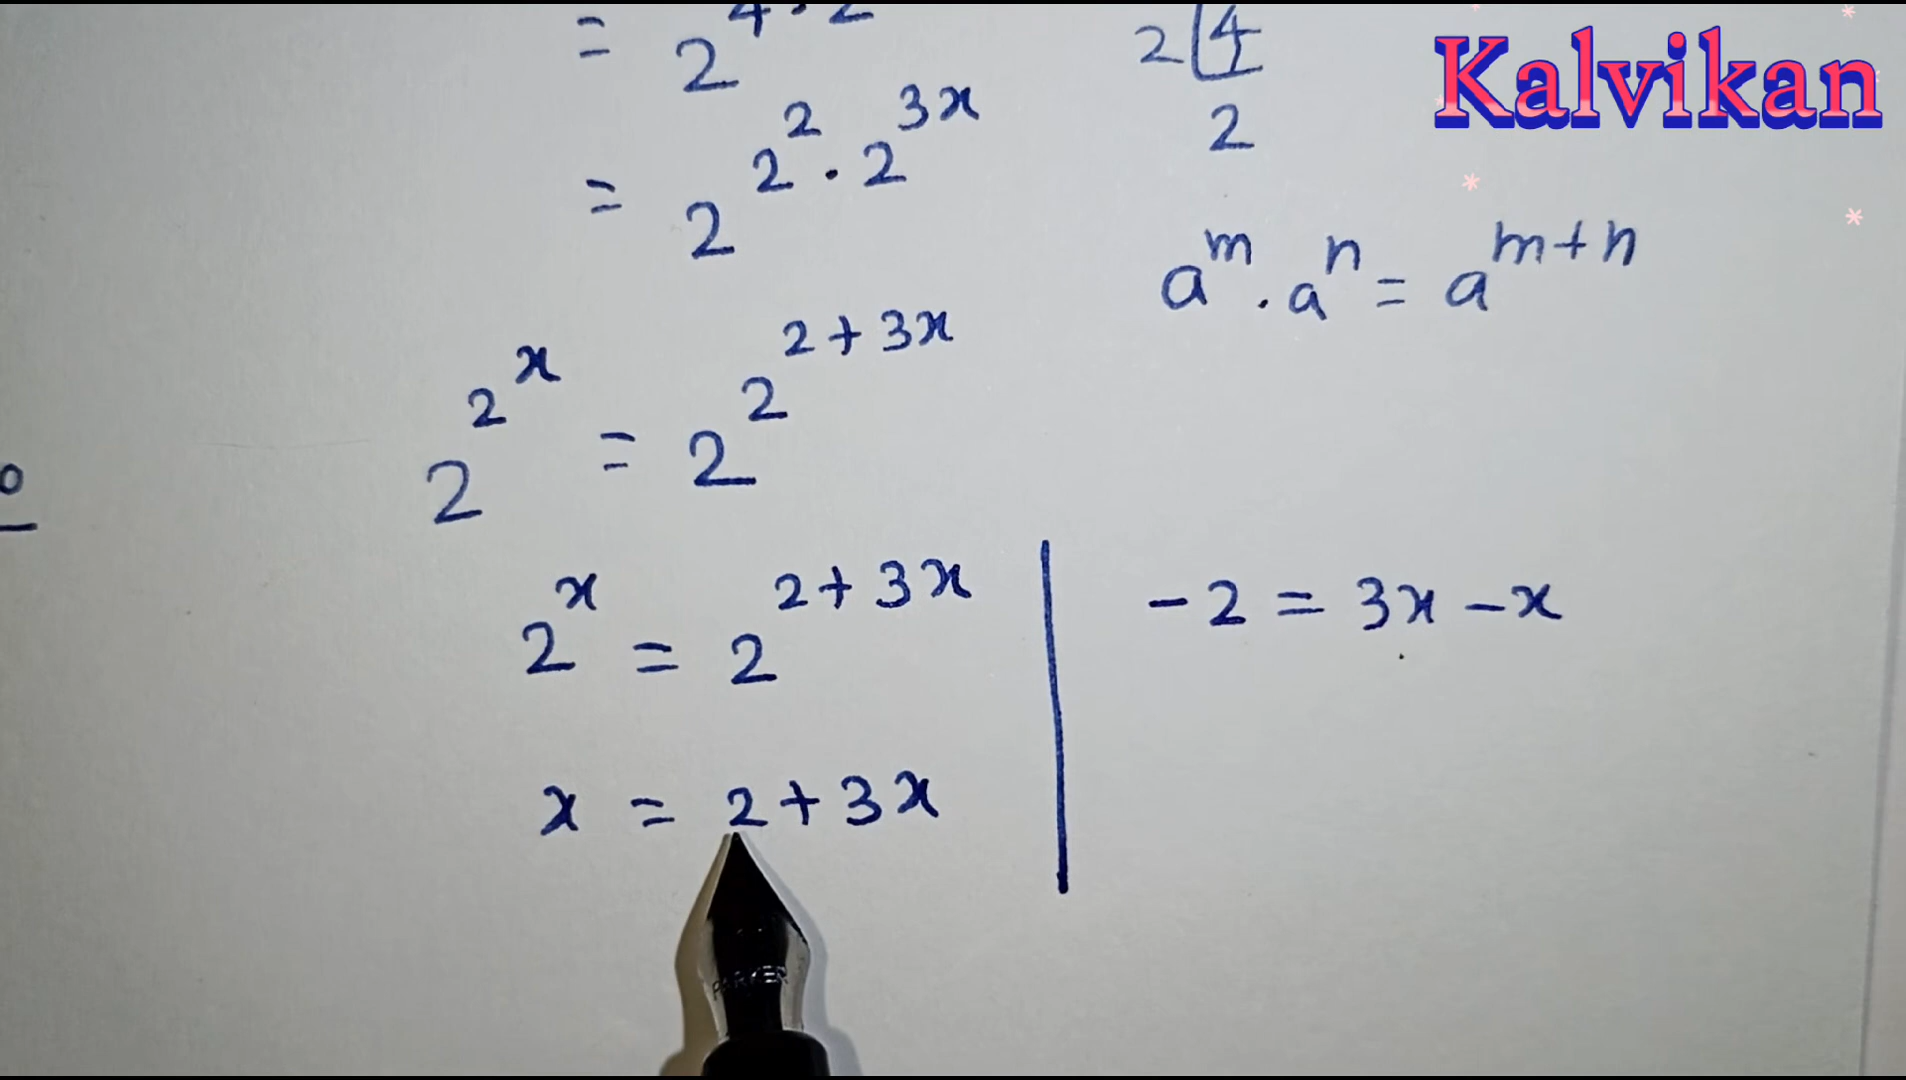 = 2^4·2
2⌊4
Kalvikan
= 2^2^2 · 2^3x
2
a^m · a^n = a^m+n
2^2^x = 2^2^2+3x
0
2^x = 2^2+3x
-2 = 3x - x
x = 2 + 3x
PARKER